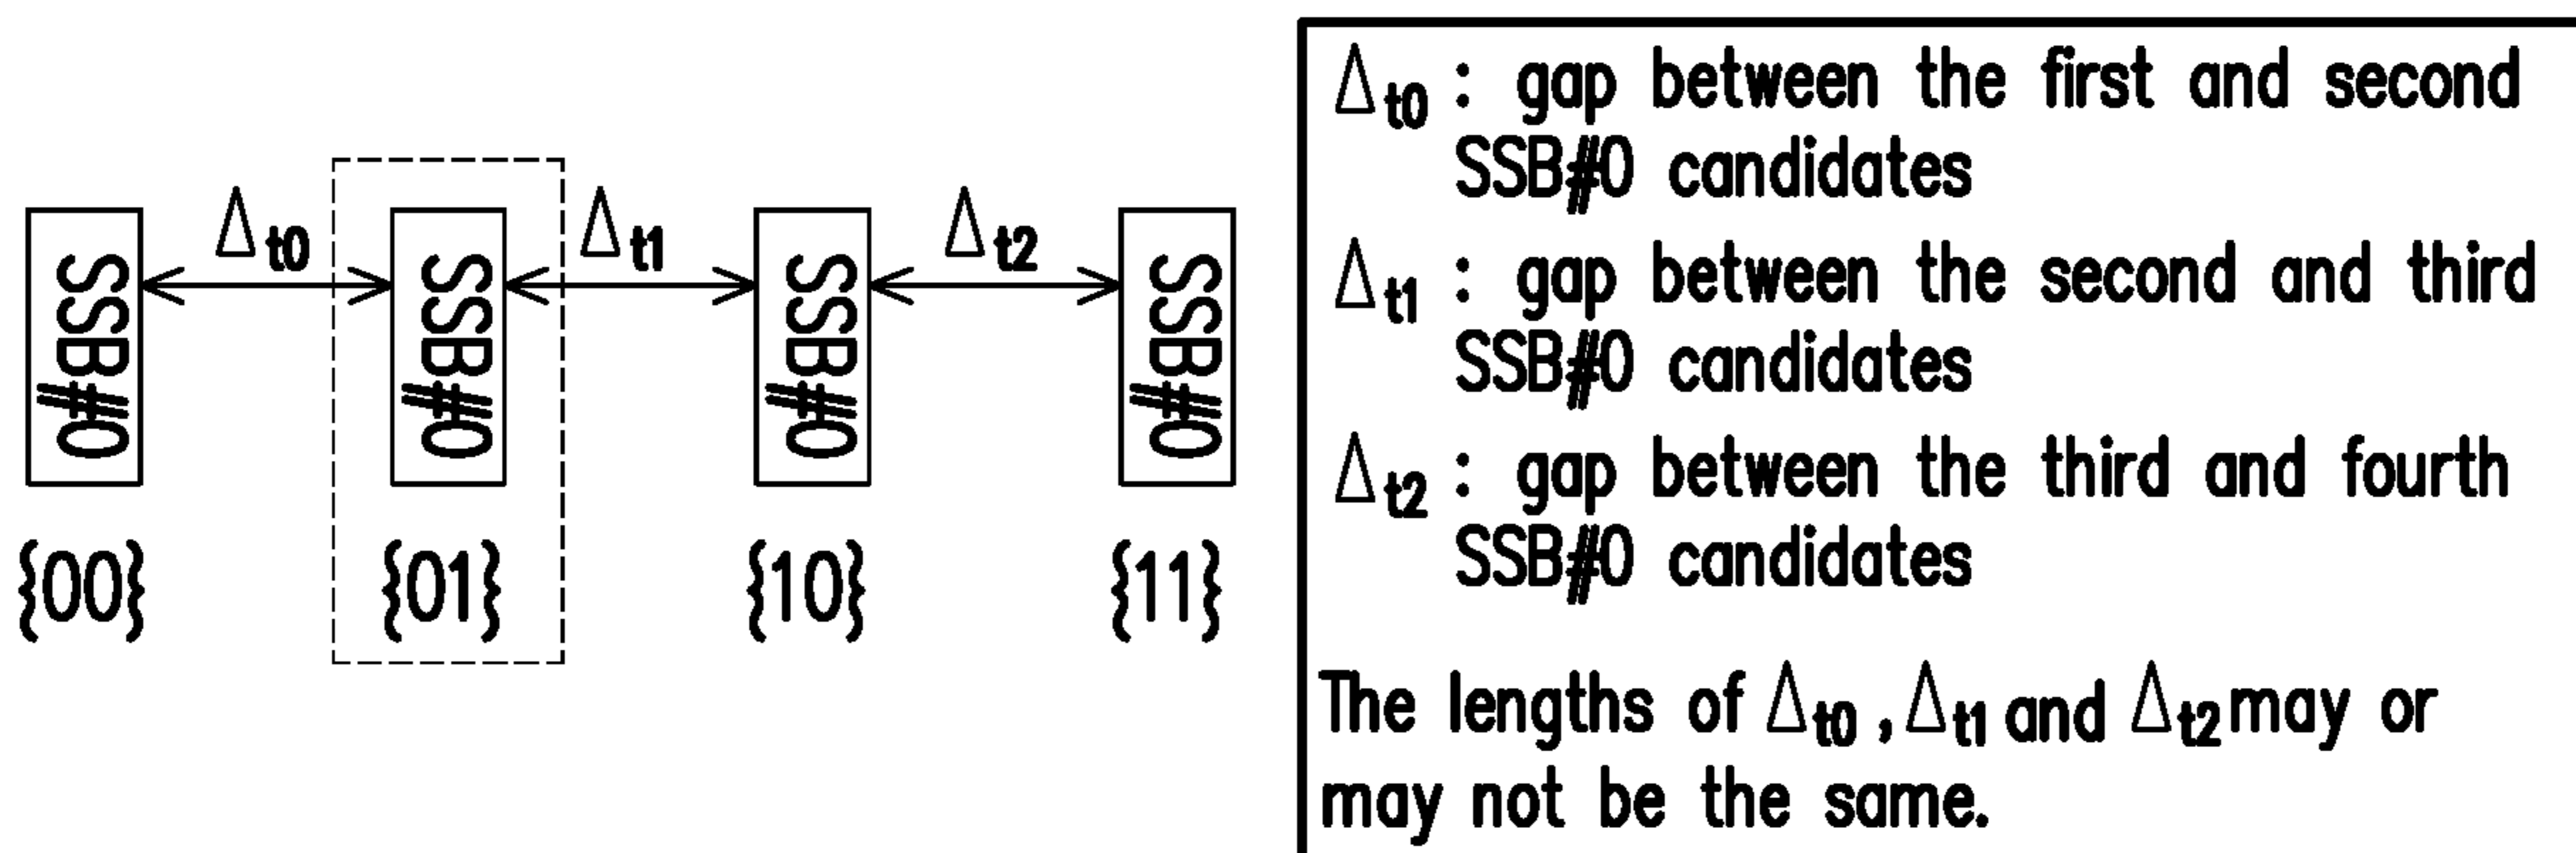 Δt0 Δt1 Δt2
SSB#0 SSB#0 SSB#0 SSB#0
{00} {01} {10} {11}
Δt0 : gap between the first and second
SSB#0 candidates
Δt1 : gap between the second and third
SSB#0 candidates
Δt2 : gap between the third and fourth
SSB#0 candidates
The lengths of Δt0 , Δt1 and Δt2 may or
may not be the same.